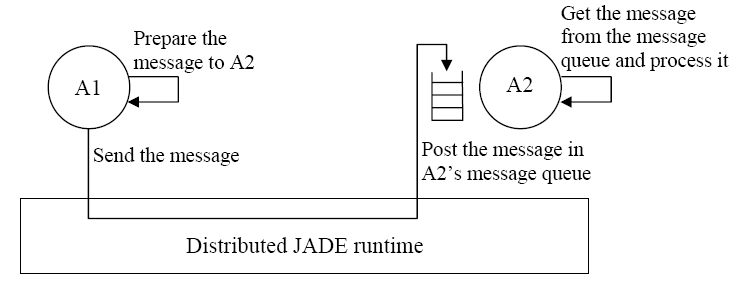 Prepare the
message to A2
A1
Send the message
Get the message
from the message
queue and process it
A2
Post the message in
A2's message queue
Distributed JADE runtime